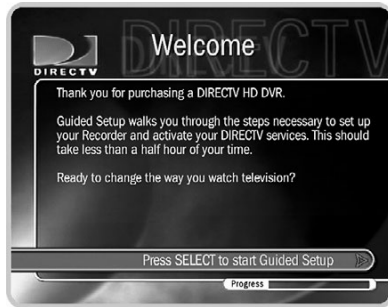 DIRECTV
Welcome
DIRECTV
Thank you for purchasing a DIRECTV HD DVR.
Guided Setup walks you through the steps necessary to set up
your Recorder and activate your DIRECTV services. This should
take less than a half hour of your time.
Ready to change the way you watch television?
Press SELECT to start Guided Setup
Progress